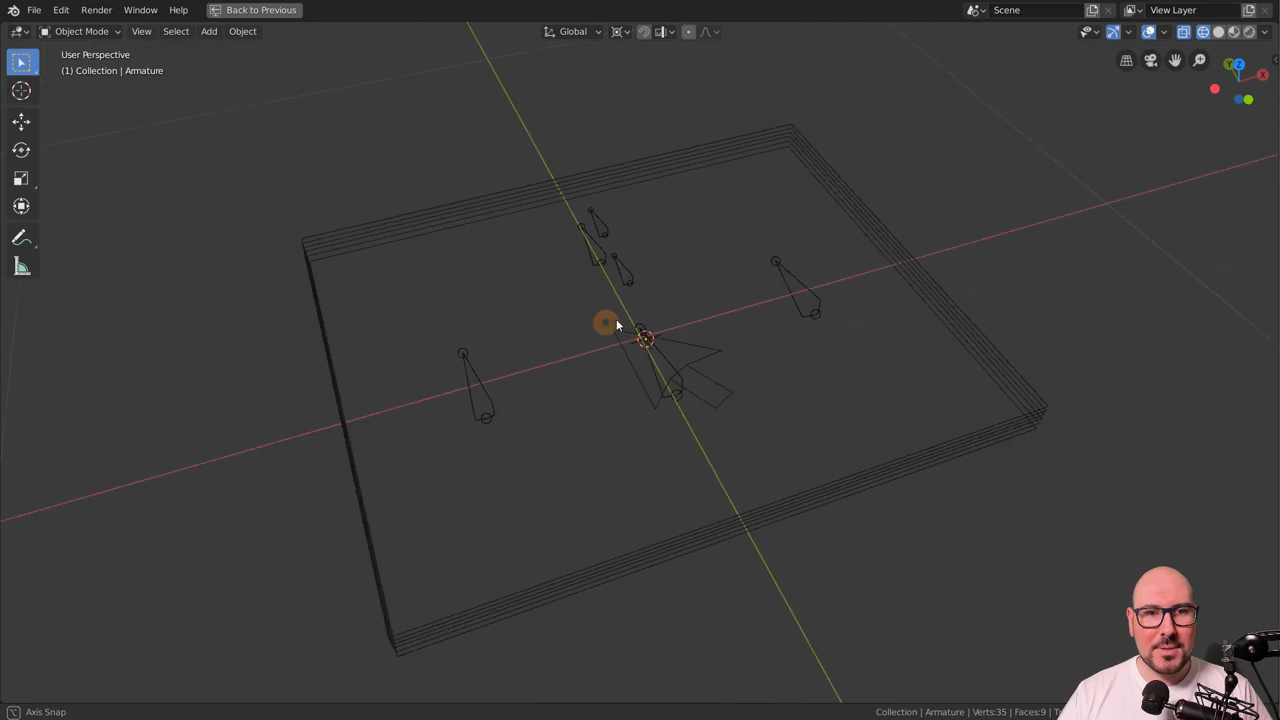 File Edit Render Window Help Back to Previous Scene View Layer
Object Mode View Select Add Object Global
User Perspective
(1) Collection | Armature
Y Z X
Axis Snap Collection | Armature | Verts:35 | Faces:9 |